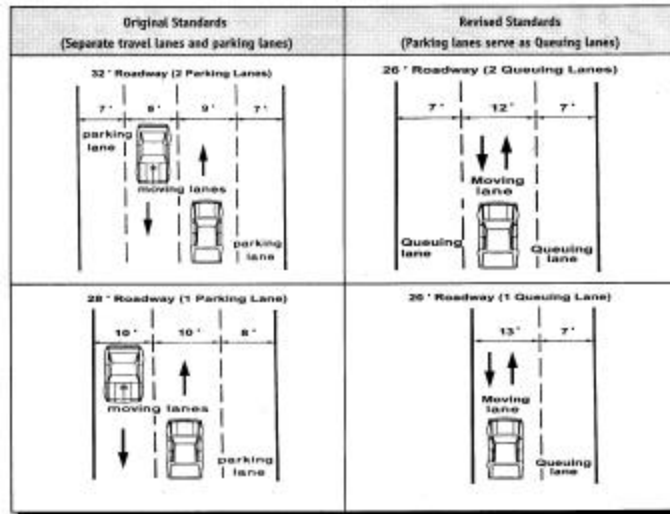 Original Standards
(Separate travel lanes and parking lanes)
Revised Standards
(Parking lanes serve as Queuing lanes)
32' Roadway (2 Parking Lanes)
7' 9' 9' 7'
parking
lane
moving lanes
parking
lane
26' Roadway (2 Queuing Lanes)
7' 12' 7'
Moving
lane
Queuing
lane
Queuing
lane
28' Roadway (1 Parking Lane)
10' 10' 8'
moving lanes
parking
lane
26' Roadway (1 Queuing Lane)
13' 7'
Moving
lane
Queuing
lane